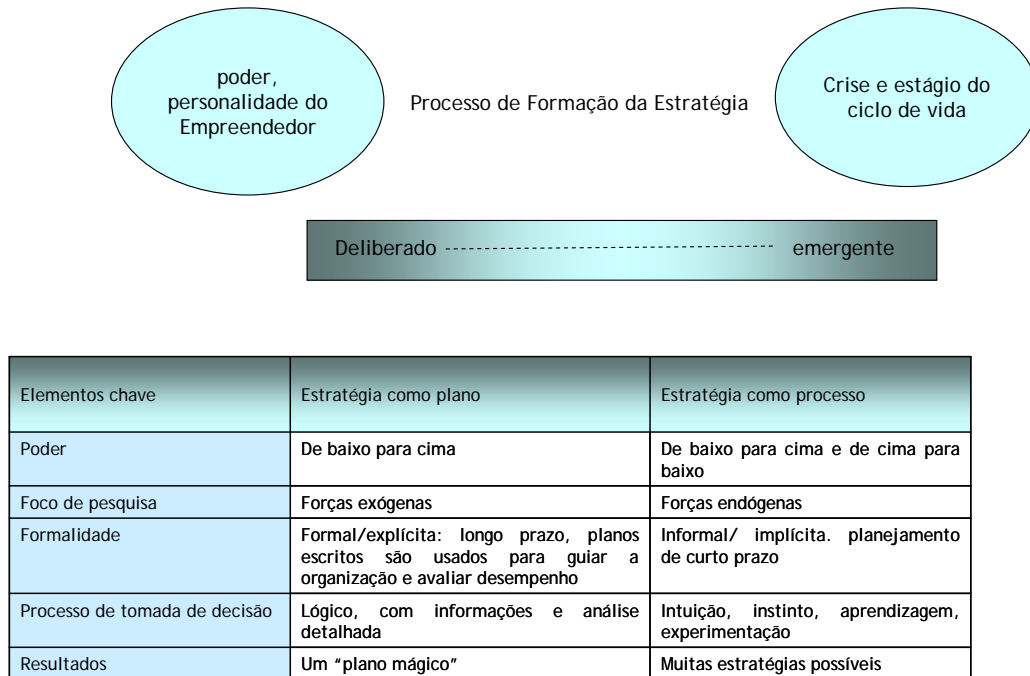 poder,
personalidade do
Empreendedor
Processo de Formação da Estratégia
Crise e estágio do
ciclo de vida
Deliberado ------------------------------------------------ emergente
Elementos chave
Estratégia como plano
Estratégia como processo
Poder
De baixo para cima
De baixo para cima e de cima para
baixo
Foco de pesquisa
Forças exógenas
Forças endógenas
Formalidade
Formal/explícita: longo prazo, planos
escritos são usados para guiar a
organização e avaliar desempenho
Informal/ implícita. planejamento
de curto prazo
Processo de tomada de decisão
Lógico, com informações e análise
detalhada
Intuição, instinto, aprendizagem,
experimentação
Resultados
Um “plano mágico”
Muitas estratégias possíveis